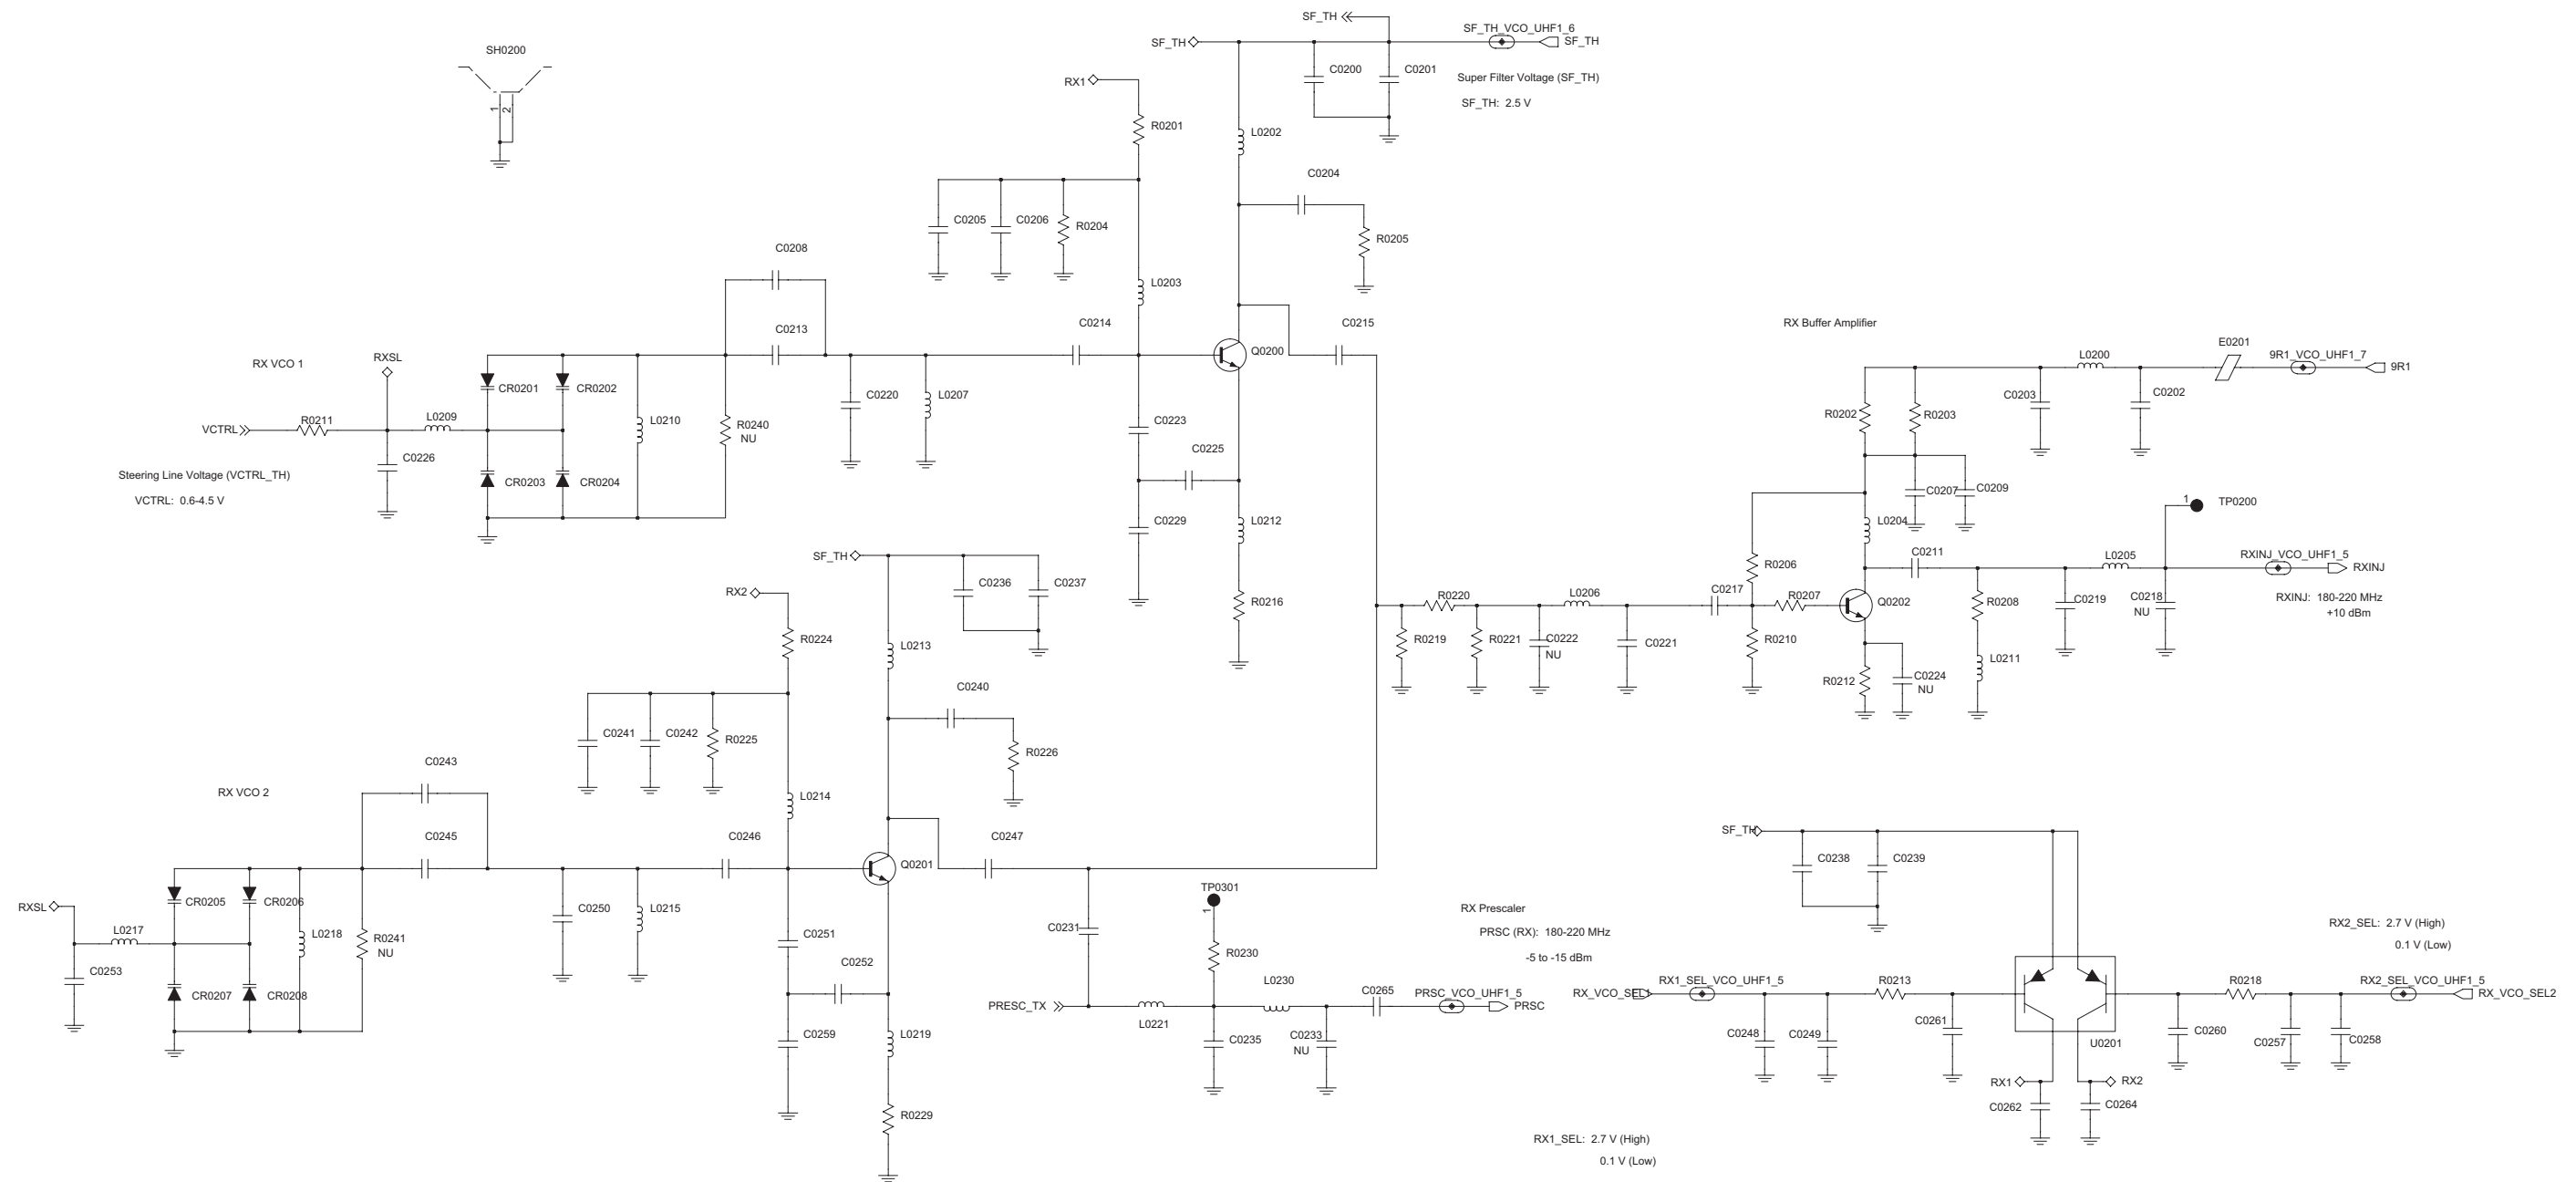 SF_TH
SF_TH_VCO_UHF1_6
SF_TH
SF_TH
SH0200
1
2
C0200
C0201
Super Filter Voltage (SF_TH)
SF_TH: 2.5 V
RX1
R0201
L0202
C0204
C0205
C0206
R0204
R0205
C0208
L0203
C0213
C0214
Q0200
C0215
RX Buffer Amplifier
RX VCO 1
RXSL
CR0201
CR0202
C0220
L0207
E0201
L0200
9R1_VCO_UHF1_7
9R1
C0203
C0202
R0202
R0203
VCTRL
R0211
L0209
L0210
R0240
NU
C0223
C0225
C0226
Steering Line Voltage (VCTRL_TH)
VCTRL: 0.6-4.5 V
CR0203
CR0204
C0229
L0212
C0207
C0209
1
TP0200
L0204
C0211
L0205
RXINJ_VCO_UHF1_5
RXINJ
RXINJ: 180-220 MHz
+10 dBm
SF_TH
C0236
C0237
RX2
R0224
L0213
R0216
R0220
L0206
C0217
R0206
R0207
Q0202
R0208
C0219
C0218
NU
R0219
R0221
C0222
NU
C0221
R0210
R0212
C0224
NU
L0211
C0240
C0241
C0242
R0225
R0226
C0243
RX VCO 2
L0214
C0245
C0246
Q0201
C0247
SF_TH
C0238
C0239
RXSL
CR0205
CR0206
L0217
L0218
R0241
NU
C0250
L0215
C0251
C0252
C0253
CR0207
CR0208
C0259
L0219
R0229
C0231
TP0301
1
R0230
L0230
RX Prescaler
PRSC (RX): 180-220 MHz
-5 to -15 dBm
PRESC_TX
L0221
C0235
C0233
NU
C0265
PRSC_VCO_UHF1_5
PRSC
RX_VCO_SEL1
RX1_SEL_VCO_UHF1_5
R0213
C0248
C0249
C0261
U0201
RX2_SEL: 2.7 V (High)
0.1 V (Low)
R0218
RX2_SEL_VCO_UHF1_5
RX_VCO_SEL2
C0260
C0257
C0258
RX1
RX2
C0262
C0264
RX1_SEL: 2.7 V (High)
0.1 V (Low)